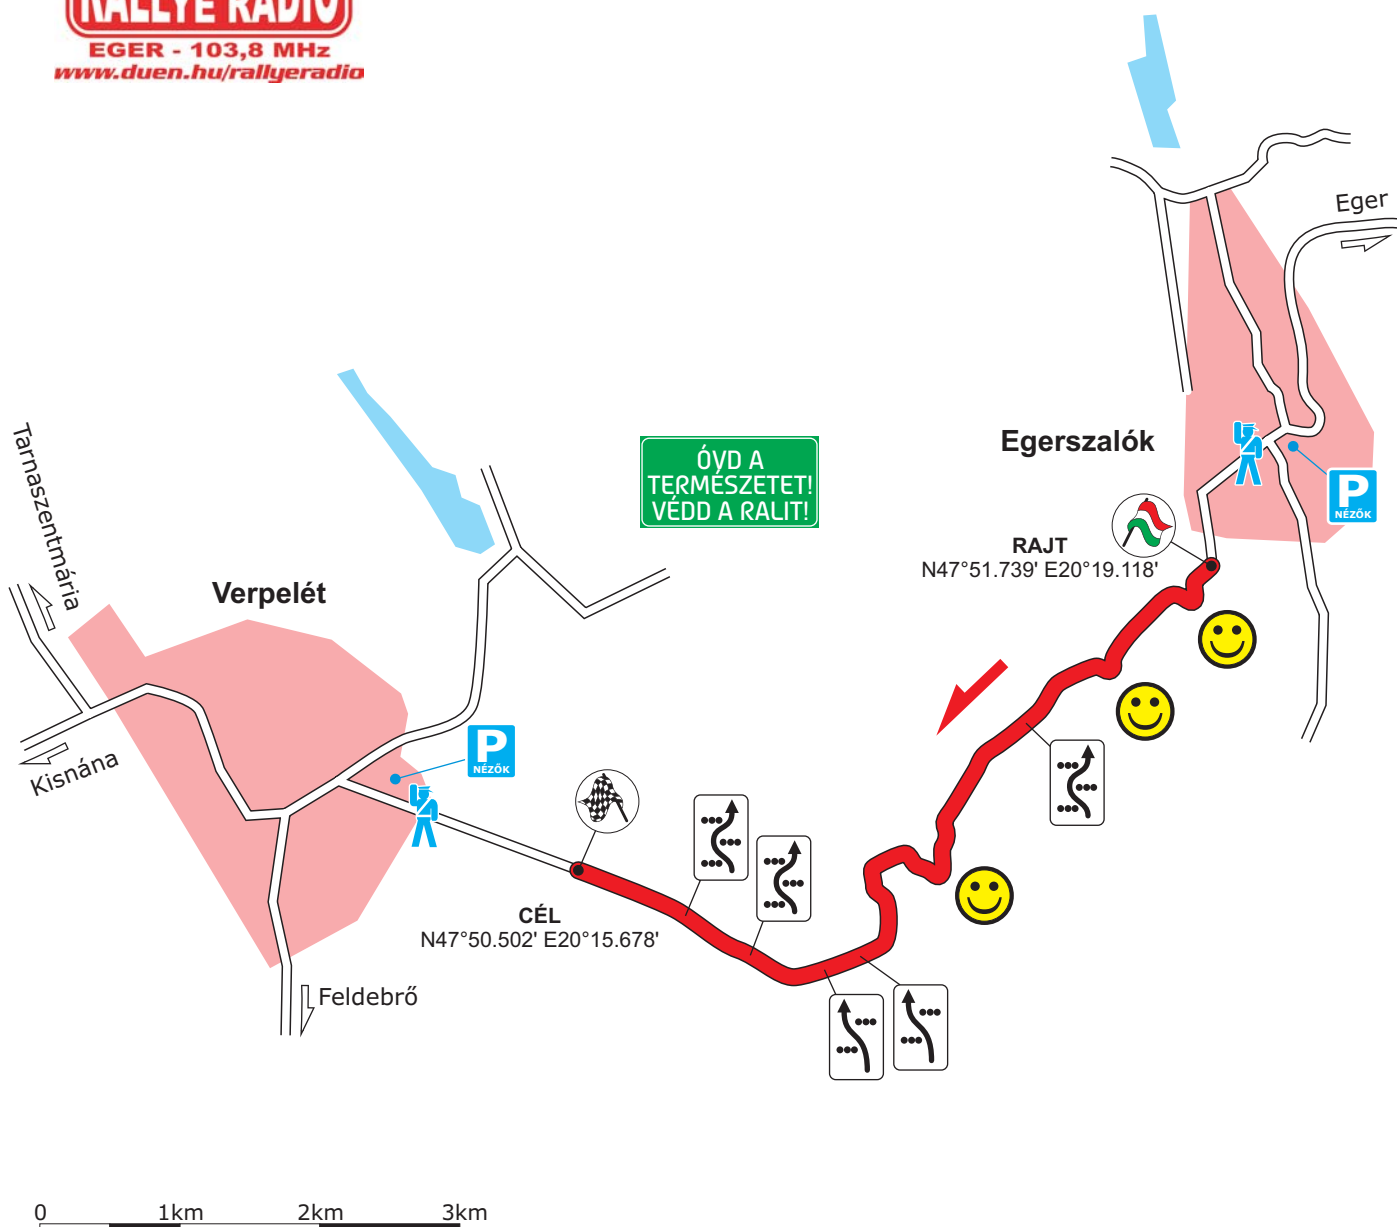 RALLYE RADIO
EGER - 103,8 MHz
www.duen.hu/rallyeradio
Eger
Egerszalók
P
NÉZŐK
RAJT
N47°51.739' E20°19.118'
ÓVD A
TERMÉSZETET!
VÉDD A RALIT!
Tarnaszentmária
Verpelét
Kisnána
P
NÉZŐK
CÉL
N47°50.502' E20°15.678'
Feldebrő
0 1km 2km 3km